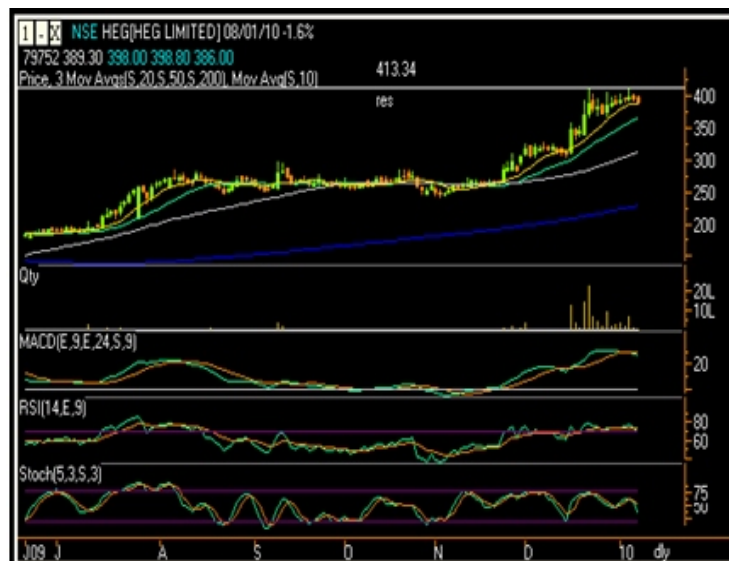 1 - X NSE HEG[HEG LIMITED] 08/01/10 -1.6%
79752 389.30 398.00 398.80 386.00
Price, 3 Mov Avgs(S,20,S,50,S,200), Mov Avg(S,10)
413.34
res
400
350
300
250
200
Qty
20L
10L
MACD(E,9,E,24,S,9)
20
RSI(14,E,9)
80
60
Stoch(5,3,S,3)
75
50
J09 J A S O N D 10 dly